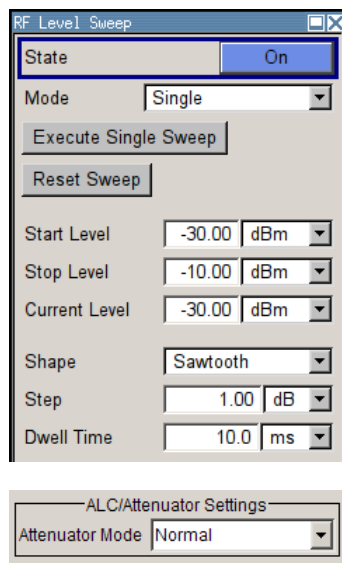 RF Level Sweep
State On
Mode Single
Execute Single Sweep
Reset Sweep
Start Level -30.00 dBm
Stop Level -10.00 dBm
Current Level -30.00 dBm
Shape Sawtooth
Step 1.00 dB
Dwell Time 10.0 ms
ALC/Attenuator Settings
Attenuator Mode Normal